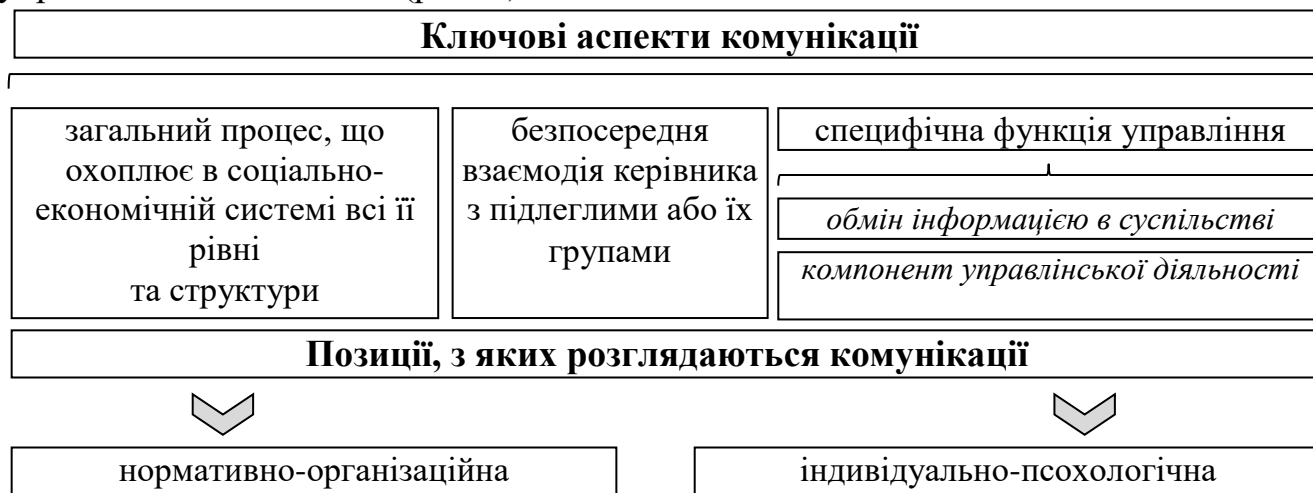 Ключові аспекти комунікації
загальний процес, що
охоплює в соціально-
економічній системі всі її
рівні
та структури
безпосередня
взаємодія керівника
з підлеглими або їх
групами
специфічна функція управління
обмін інформацією в суспільстві
компонент управлінської діяльності
Позиції, з яких розглядаються комунікації
нормативно-організаційна
індивідуально-псохологічна